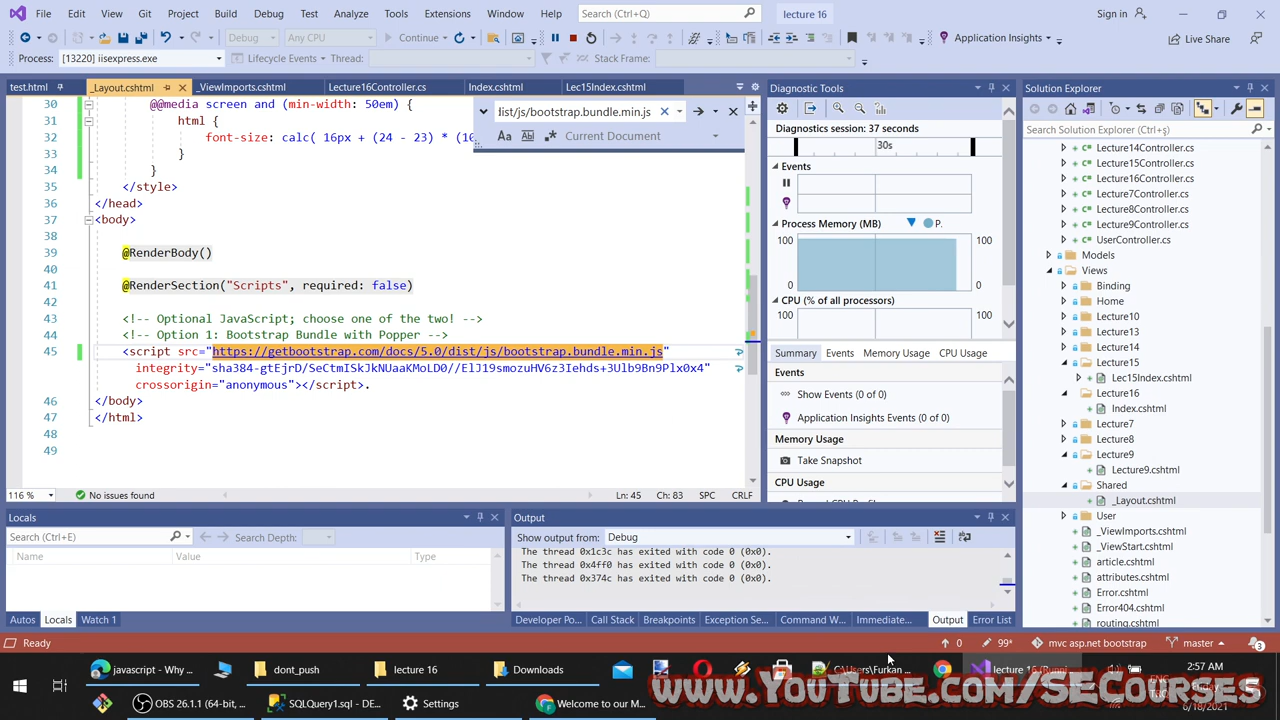 File Edit View Git Project Build Debug Test Analyze Tools Extensions Window Help Search (Ctrl+Q) lecture 16 Sign in
Debug Any CPU Continue Application Insights Live Share
Process: [13220] iisexpress.exe Lifecycle Events Thread: Stack Frame:
test.html _Layout.cshtml _ViewImports.cshtml Lecture16Controller.cs Index.cshtml Lec15Index.cshtml
list/js/bootstrap.bundle.min.js
Aa Current Document
30 @@media screen and (min-width: 50em) {
31 html {
32 font-size: calc( 16px + (24 - 23) * (10
33 }
34 }
35 </style>
36 </head>
37 <body>
38
39 @RenderBody()
40
41 @RenderSection("Scripts", required: false)
42
43 <!-- Optional JavaScript; choose one of the two! -->
44 <!-- Option 1: Bootstrap Bundle with Popper -->
45 <script src="https://getbootstrap.com/docs/5.0/dist/js/bootstrap.bundle.min.js"
integrity="sha384-gtEjrD/SeCtmISkJkNUaaKMoLD0//ElJ19smozuHV6z3Iehds+3Ulb9Bn9Plx0x4"
crossorigin="anonymous"></script>.
46 </body>
47 </html>
48
49
116 % No issues found Ln: 45 Ch: 83 SPC CRLF
Diagnostic Tools
Diagnostics session: 37 seconds
30s
Events
Process Memory (MB) P.
100 100
0 0
CPU (% of all processors)
100 100
Summary Events Memory Usage CPU Usage
Events
Show Events (0 of 0)
Application Insights Events (0 of 0)
Memory Usage
Take Snapshot
CPU Usage
Solution Explorer
Search Solution Explorer (Ctrl+ş)
Lecture14Controller.cs
Lecture15Controller.cs
Lecture16Controller.cs
Lecture7Controller.cs
Lecture8Controller.cs
Lecture9Controller.cs
UserController.cs
Models
Views
Binding
Home
Lecture10
Lecture13
Lecture14
Lecture15
Lec15Index.cshtml
Lecture16
Index.cshtml
Lecture7
Lecture8
Lecture9
Lecture9.cshtml
Shared
_Layout.cshtml
User
_ViewImports.cshtml
_ViewStart.cshtml
article.cshtml
attributes.cshtml
Error.cshtml
Error404.cshtml
routing.cshtml
Locals
Search (Ctrl+E) Search Depth:
Name Value Type
Autos Locals Watch 1
Output
Show output from: Debug
The thread 0x1c3c has exited with code 0 (0x0).
The thread 0x4ff0 has exited with code 0 (0x0).
The thread 0x374c has exited with code 0 (0x0).
Developer Po... Call Stack Breakpoints Exception Se... Command W... Immediate... Output Error List
Ready 0 99* mvc asp.net bootstrap master 3
javascript - Why ... dont_push lecture 16 Downloads C:\Users\Furkan ... lecture 16 (Runni... 2:57 AM
ENG Friday
OBS 26.1.1 (64-bit, ... SQLQuery1.sql - D... Settings Welcome to our M... 6/18/2021
www.YouTube.com/SECourses